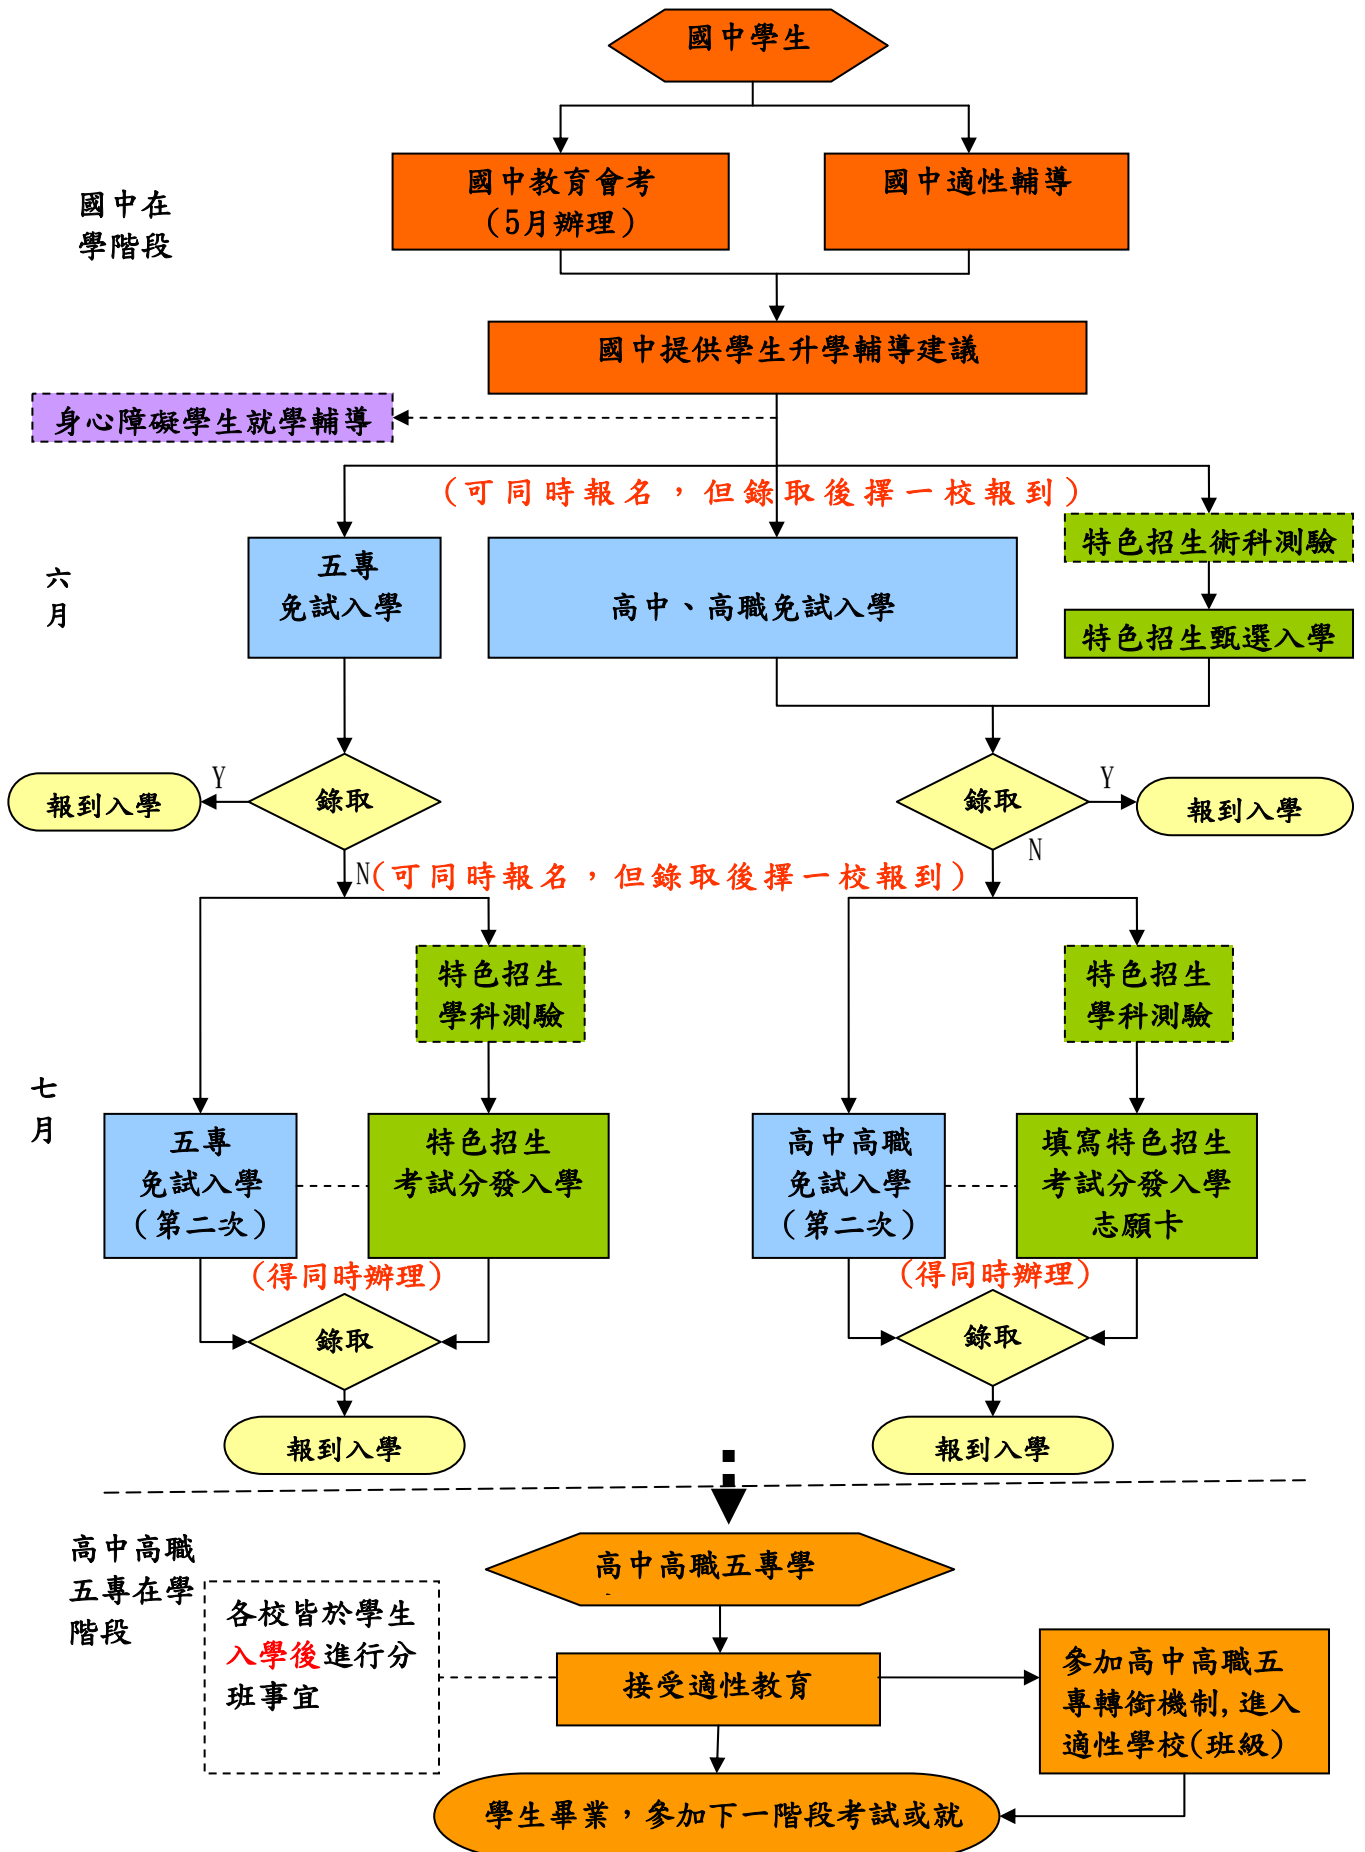 國中學生
國中教育會考
（5月辦理）
國中適性輔導
國中在
學階段
國中提供學生升學輔導建議
身心障礙學生就學輔導
（可同時報名，但錄取後擇一校報到）
六
月
五專
免試入學
高中、高職免試入學
特色招生術科測驗
特色招生甄選入學
報到入學
Y
錄取
錄取
Y
報到入學
N
(可同時報名，但錄取後擇一校報到)
N
特色招生
學科測驗
特色招生
學科測驗
七
月
五專
免試入學
（第二次）
特色招生
考試分發入學
高中高職
免試入學
（第二次）
填寫特色招生
考試分發入學
志願卡
(得同時辦理)
(得同時辦理)
錄取
錄取
報到入學
報到入學
高中高職
五專在學
階段
高中高職五專學
各校皆於學生
入學後進行分
班事宜
接受適性教育
參加高中高職五
專轉銜機制,進入
適性學校(班級)
學生畢業，參加下一階段考試或就